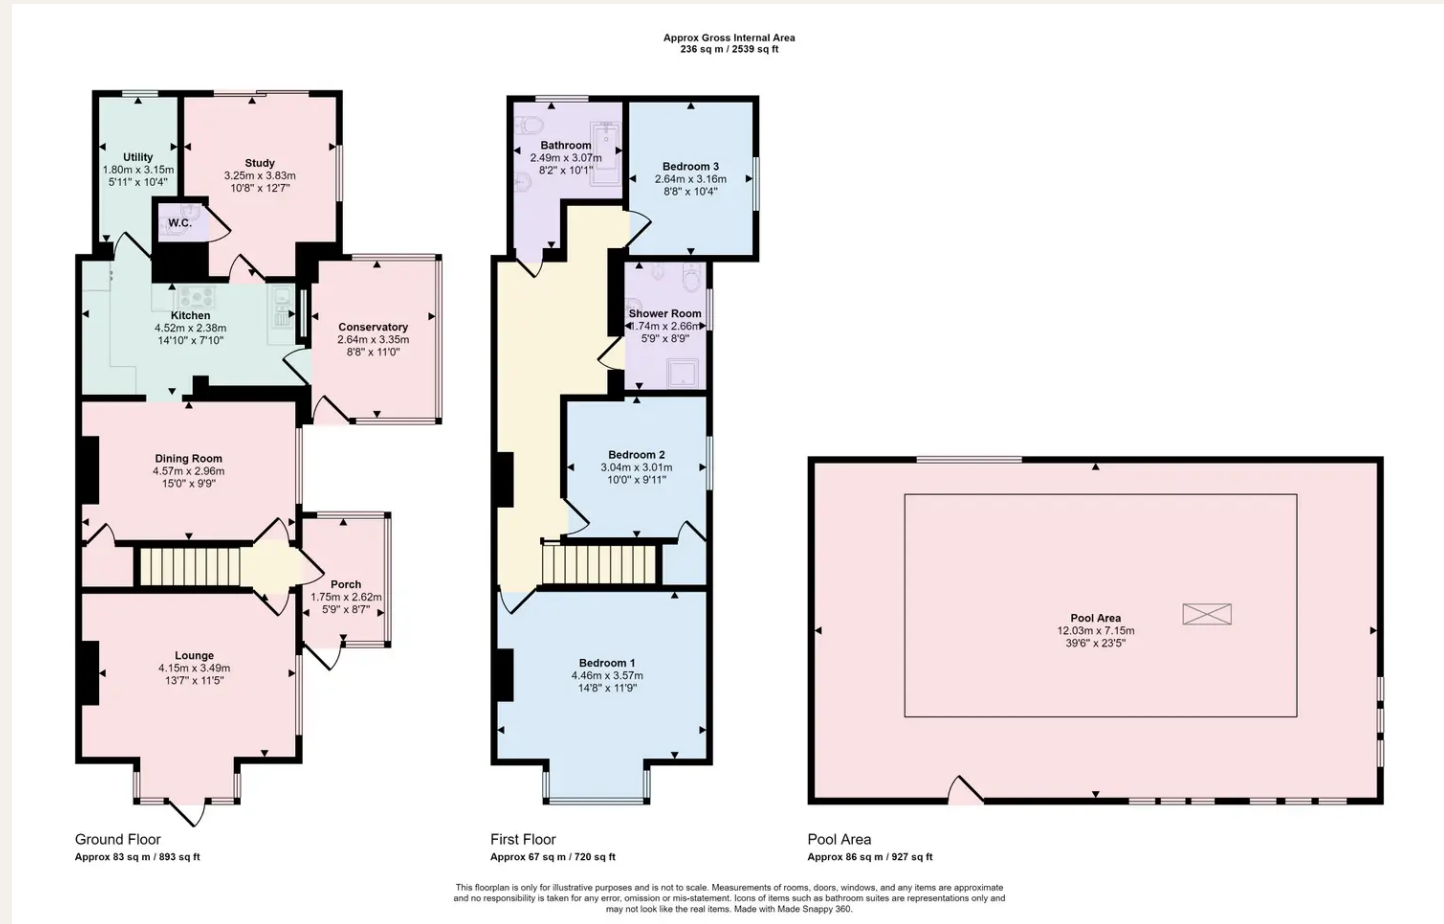 Approx Gross Internal Area
236 sq m / 2539 sq ft
Utility
1.80m x 3.15m
5'11" x 10'4"
Study
3.25m x 3.83m
10'8" x 12'7"
W.C.
Kitchen
4.52m x 2.38m
14'10" x 7'10"
Conservatory
2.64m x 3.35m
8'8" x 11'0"
Dining Room
4.57m x 2.96m
15'0" x 9'9"
Porch
1.75m x 2.62m
5'9" x 8'7"
Lounge
4.15m x 3.49m
13'7" x 11'5"
Ground Floor
Approx 83 sq m / 893 sq ft
Bathroom
2.49m x 3.07m
8'2" x 10'1"
Bedroom 3
2.64m x 3.16m
8'8" x 10'4"
Shower Room
1.74m x 2.66m
5'9" x 8'9"
Bedroom 2
3.04m x 3.01m
10'0" x 9'11"
Bedroom 1
4.46m x 3.57m
14'8" x 11'9"
First Floor
Approx 67 sq m / 720 sq ft
Pool Area
12.03m x 7.15m
39'6" x 23'5"
Pool Area
Approx 86 sq m / 927 sq ft
This floorplan is only for illustrative purposes and is not to scale. Measurements of rooms, doors, windows, and any items are approximate
and no responsibility is taken for any error, omission or mis-statement. Icons of items such as bathroom suites are representations only and
may not look like the real items. Made with Made Snappy 360.